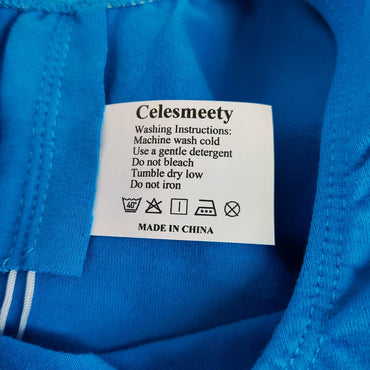 Celesmeety
Washing Instructions:
Machine wash cold
Use a gentle detergent
Do not bleach
Tumble dry low
Do not iron
40°
MADE IN CHINA